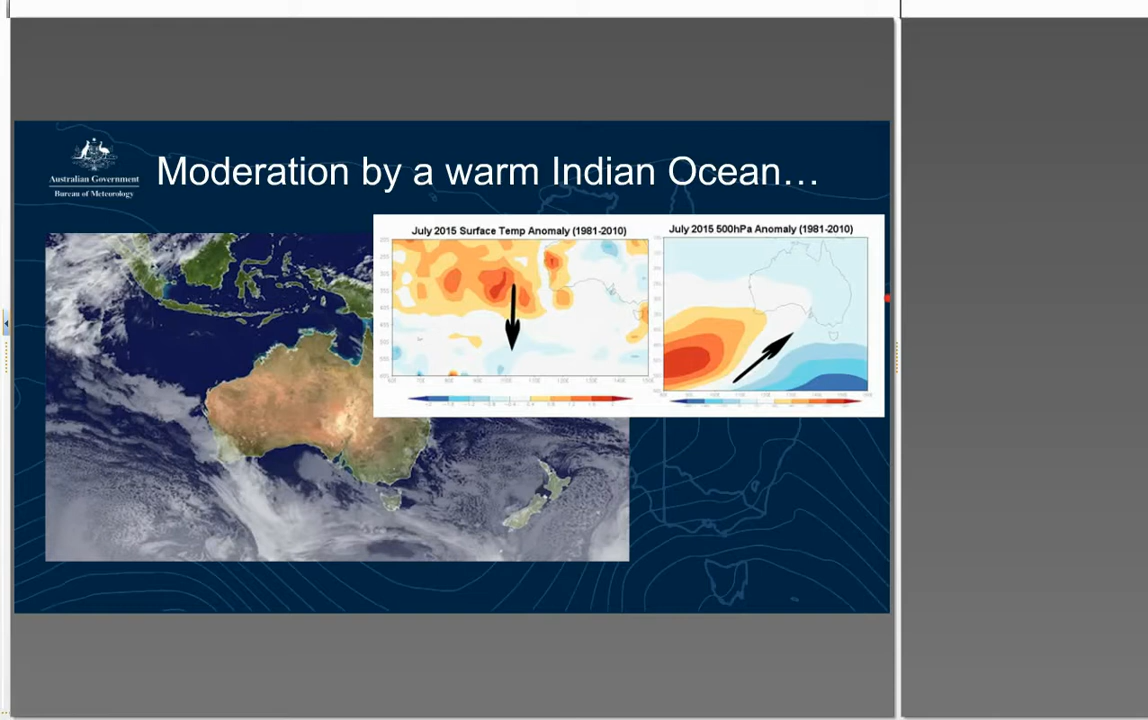 Australian Government
Bureau of Meteorology
Moderation by a warm Indian Ocean…
July 2015 Surface Temp Anomaly (1981-2010)
July 2015 500hPa Anomaly (1981-2010)